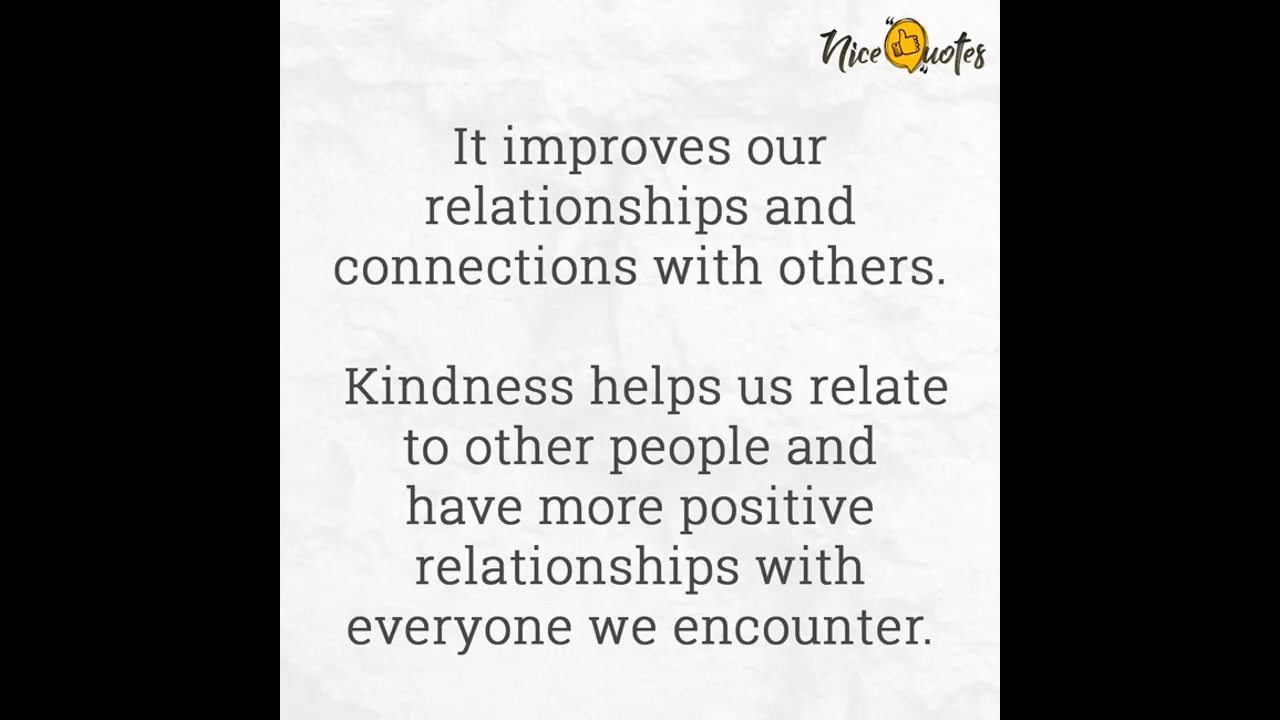 Nice Quotes
It improves our
relationships and
connections with others.
Kindness helps us relate
to other people and
have more positive
relationships with
everyone we encounter.